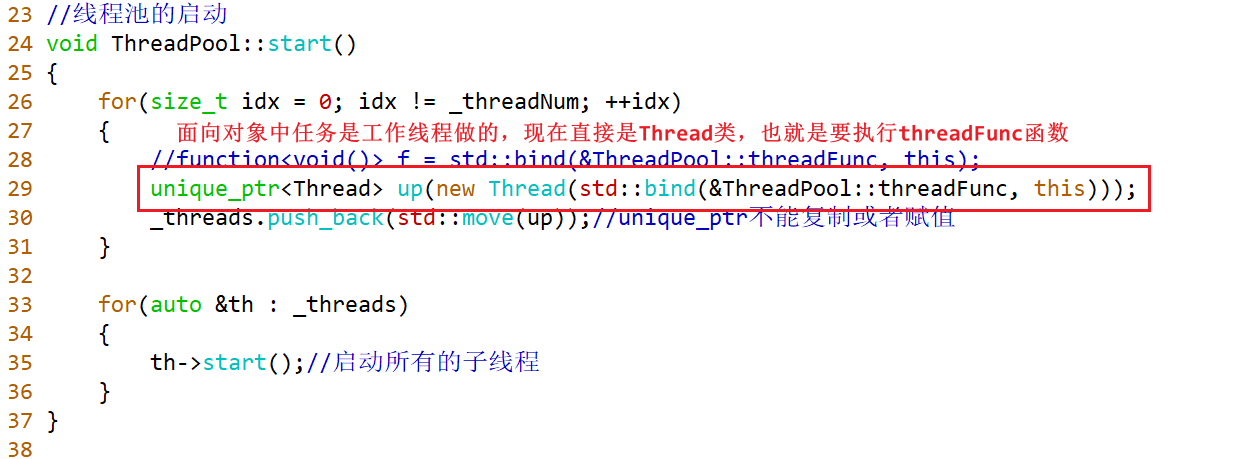 23 //线程池的启动
24 void ThreadPool::start()
25 {
26     for(size_t idx = 0; idx != _threadNum; ++idx)
27     {     面向对象中任务是工作线程做的，现在直接是Thread类，也就是要执行threadFunc函数
28         //function<void()> f = std::bind(&ThreadPool::threadFunc, this);
29         unique_ptr<Thread> up(new Thread(std::bind(&ThreadPool::threadFunc, this)));
30         _threads.push_back(std::move(up));//unique_ptr不能复制或者赋值
31     }
32
33     for(auto &th : _threads)
34     {
35         th->start();//启动所有的子线程
36     }
37 }
38